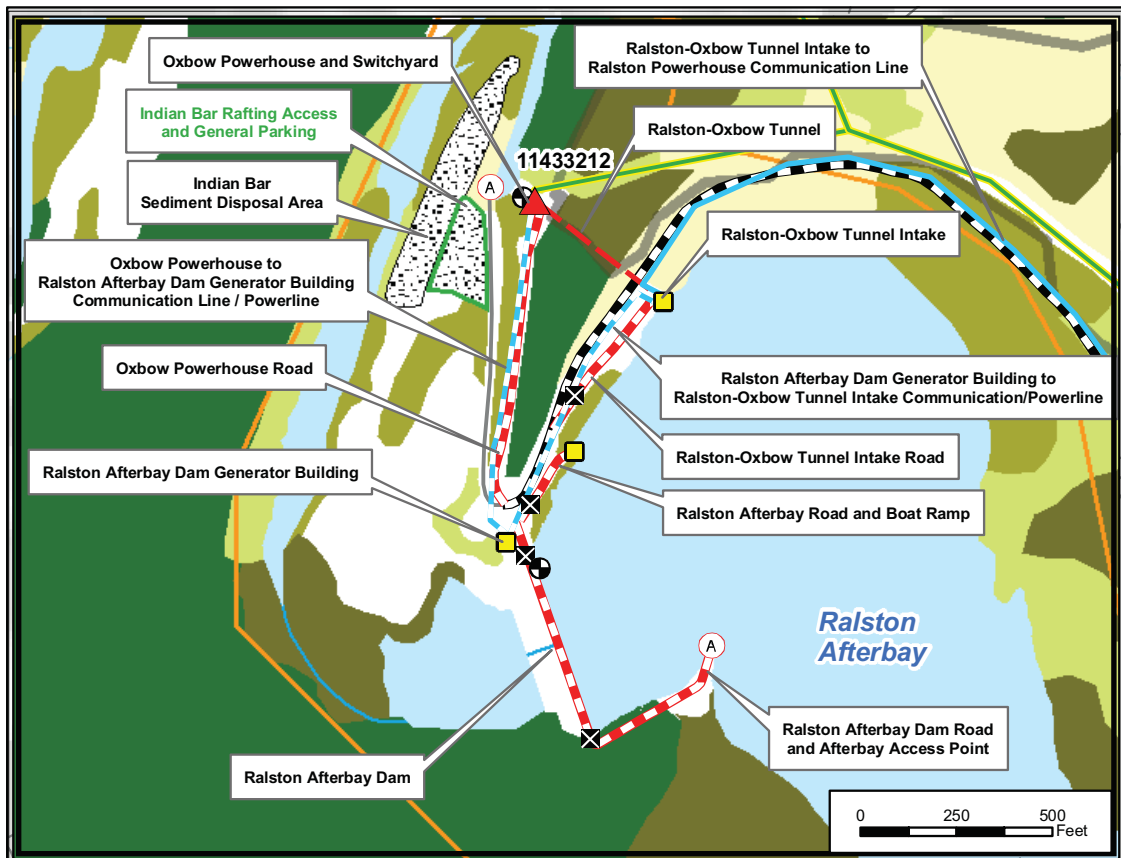 Oxbow Powerhouse and Switchyard
Ralston-Oxbow Tunnel Intake to
Ralston Powerhouse Communication Line
Indian Bar Rafting Access
and General Parking
Ralston-Oxbow Tunnel
11433212
A
Indian Bar
Sediment Disposal Area
Ralston-Oxbow Tunnel Intake
Oxbow Powerhouse to
Ralston Afterbay Dam Generator Building
Communication Line / Powerline
Oxbow Powerhouse Road
Ralston Afterbay Dam Generator Building to
Ralston-Oxbow Tunnel Intake Communication/Powerline
Ralston Afterbay Dam Generator Building
Ralston-Oxbow Tunnel Intake Road
Ralston Afterbay Road and Boat Ramp
Ralston
Afterbay
A
Ralston Afterbay Dam Road
and Afterbay Access Point
Ralston Afterbay Dam
0 250 500
Feet